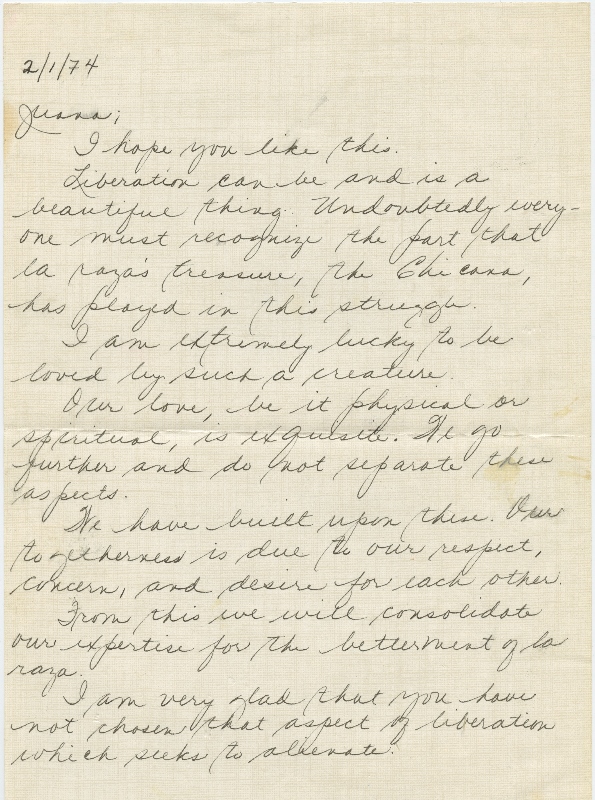 2/1/74
Juana;
I hope you like this.
Liberation can be and is a
beautiful thing. Undoubtedly every-
one must recognize the part that
la raza's treasure, the Chicana,
has played in this struggle.
I am extremely lucky to be
loved by such a creature.
Our love, be it physical or
spiritual, is exquisite. We go
further and do not separate these
aspects.
We have built upon these. Our
togetherness is due to our respect,
concern, and desire for each other.
From this we will consolidate
our expertise for the betterment of la
raza.
I am very glad that you have
not chosen that aspect of liberation
which seeks to alienate.